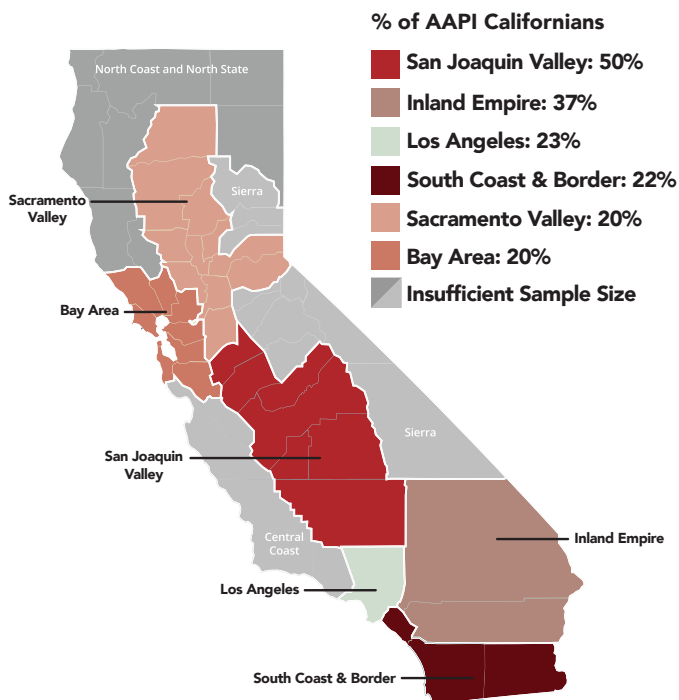 % of AAPI Californians
San Joaquin Valley: 50%
Inland Empire: 37%
Los Angeles: 23%
South Coast & Border: 22%
Sacramento Valley: 20%
Bay Area: 20%
Insufficient Sample Size
North Coast and North State
Sierra
Sacramento
Valley
Bay Area
Sierra
San Joaquin
Valley
Central
Coast
Inland Empire
Los Angeles
South Coast & Border